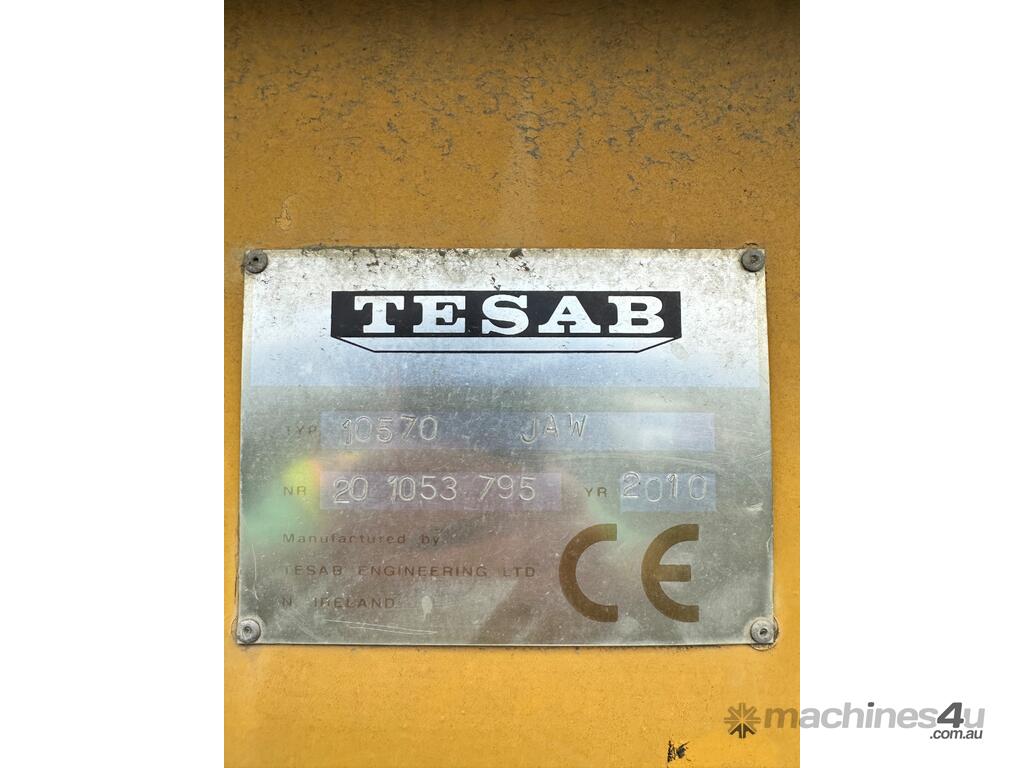 TESAB
TYP 10570 JAW
NR 20 1053 795 YR 2010
Manufactured by
TESAB ENGINEERING LTD
N. IRELAND
CE
machines4u
.com.au